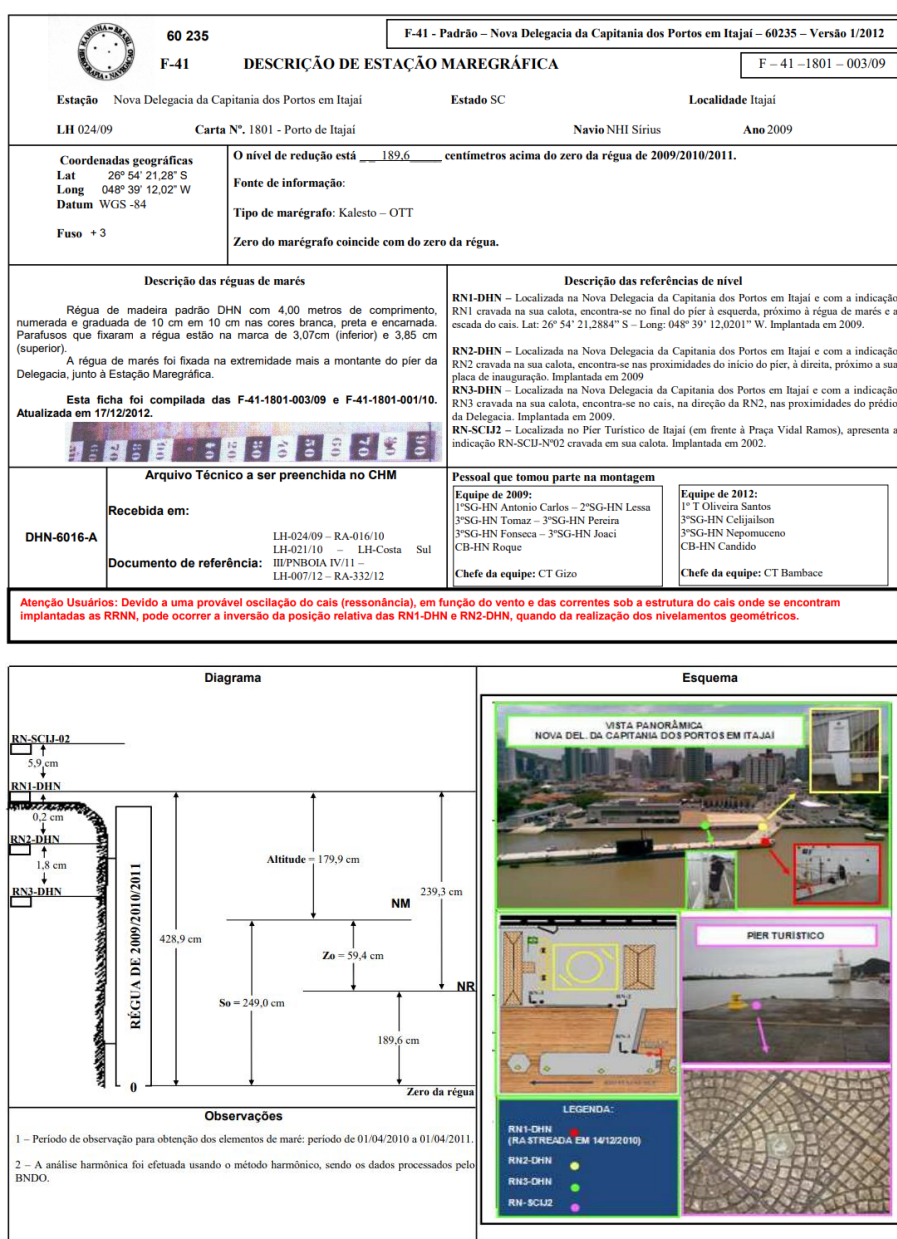 60 235
F-41 - Padrão – Nova Delegacia da Capitania dos Portos em Itajaí – 60235 – Versão 1/2012
F-41 DESCRIÇÃO DE ESTAÇÃO MAREGRÁFICA
F – 41 –1801 – 003/09
Estação Nova Delegacia da Capitania dos Portos em Itajaí Estado SC Localidade Itajaí
LH 024/09 Carta Nº. 1801 - Porto de Itajaí Navio NHI Sírius Ano 2009
Coordenadas geográficas
Lat 26º 54' 21,28” S
Long 048º 39' 12,02” W
Datum WGS -84
Fuso + 3
O nível de redução está __ 189,6_____ centímetros acima do zero da régua de 2009/2010/2011.
Fonte de informação:
Tipo de marégrafo: Kalesto – OTT
Zero do marégrafo coincide com do zero da régua.
Descrição das réguas de marés
Régua de madeira padrão DHN com 4,00 metros de comprimento,
numerada e graduada de 10 cm em 10 cm nas cores branca, preta e encarnada.
Parafusos que fixaram a régua estão na marca de 3,07cm (inferior) e 3,85 cm
(superior).
A régua de marés foi fixada na extremidade mais a montante do píer da
Delegacia, junto à Estação Maregráfica.
Esta ficha foi compilada das F-41-1801-003/09 e F-41-1801-001/10.
Atualizada em 17/12/2012.
Descrição das referências de nível
RN1-DHN – Localizada na Nova Delegacia da Capitania dos Portos em Itajaí e com a indicação
RN1 cravada na sua calota, encontra-se no final do píer à esquerda, próximo à régua de marés e a
escada do cais. Lat: 26º 54’ 21,2884” S – Long: 048º 39’ 12,0201” W. Implantada em 2009.
RN2-DHN – Localizada na Nova Delegacia da Capitania dos Portos em Itajaí e com a indicação
RN2 cravada na sua calota, encontra-se nas proximidades do início do pier, à direita, próximo a sua
placa de inauguração. Implantada em 2009
RN3-DHN – Localizada na Nova Delegacia da Capitania dos Portos em Itajaí e com a indicação
RN3 cravada na sua calota, encontra-se no cais, na direção da RN2, nas proximidades do prédio
da Delegacia. Implantada em 2009.
RN-SCIJ2 – Localizada no Pier Turístico de Itajaí (em frente à Praça Vidal Ramos), apresenta a
indicação RN-SCIJ-Nº02 cravada em sua calota. Implantada em 2002.
DHN-6016-A
Arquivo Técnico a ser preenchida no CHM
Recebida em:
Documento de referência:
LH-024/09 – RA-016/10
LH-021/10 – LH-Costa Sul
III/PNBOIA IV/11 –
LH-007/12 – RA-332/12
Pessoal que tomou parte na montagem
Equipe de 2009:
1ºSG-HN Antonio Carlos – 2ºSG-HN Lessa
3ºSG-HN Tomaz – 3ºSG-HN Pereira
3ºSG-HN Fonseca – 3ºSG-HN Joaci
CB-HN Roque
Chefe da equipe: CT Gizo
Equipe de 2012:
1º T Oliveira Santos
3ºSG-HN Celijailson
3ºSG-HN Nepomuceno
CB-HN Candido
Chefe da equipe: CT Bambace
Atenção Usuários: Devido a uma provável oscilação do cais (ressonância), em função do vento e das correntes sob a estrutura do cais onde se encontram
implantadas as RRNN, pode ocorrer a inversão da posição relativa das RN1-DHN e RN2-DHN, quando da realização dos nivelamentos geométricos.
Diagrama
RN-SCIJ-02
5,9 cm
RN1-DHN
0,2 cm
RN2-DHN
1,8 cm
RN3-DHN
RÉGUA DE 2009/2010/2011
0
428,9 cm
Altitude = 179,9 cm
239,3 cm
NM
Zo = 59,4 cm
NR
So = 249,0 cm
189,6 cm
Zero da régua
Observações
1 – Período de observação para obtenção dos elementos de maré: período de 01/04/2010 a 01/04/2011.
2 – A análise harmônica foi efetuada usando o método harmônico, sendo os dados processados pelo
BNDO.
Esquema
VISTA PANORÂMICA
NOVA DEL. DA CAPITANIA DOS PORTOS EM ITAJAÍ
PÍER TURÍSTICO
RN-3
RN-2
RN-1
LEGENDA:
RN1-DHN
(RASTREADA EM 14/12/2010)
RN2-DHN
RN3-DHN
RN-SCIJ2